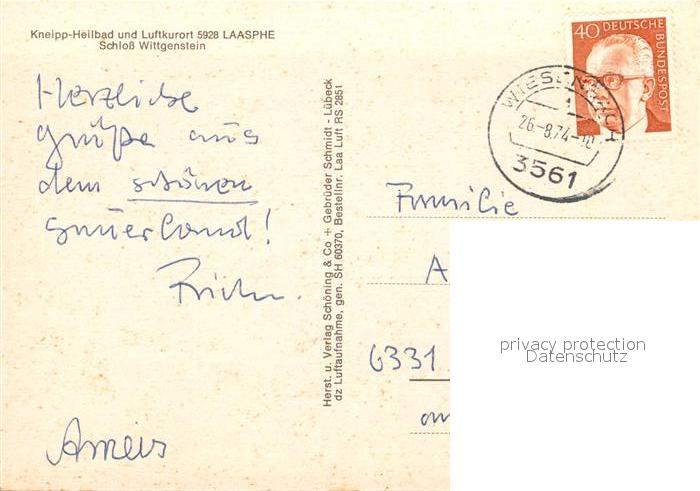 Kneipp-Heilbad und Luftkurort 5928 LAASPHE
Schloß Wittgenstein
Herzliche
Grüße aus
dem schönen
Sauerland!
Herst. u. Verlag Schöning & Co + Gebrüder Schmidt - Lübeck
dz Luftaufnahme, gen. SH 60370, Bestellnr. Laa Luft RS 2851
40 DEUTSCHE BUNDESPOST
1
26.-8.74-10
3561
Familie
A
6331
privacy protection
Datenschutz